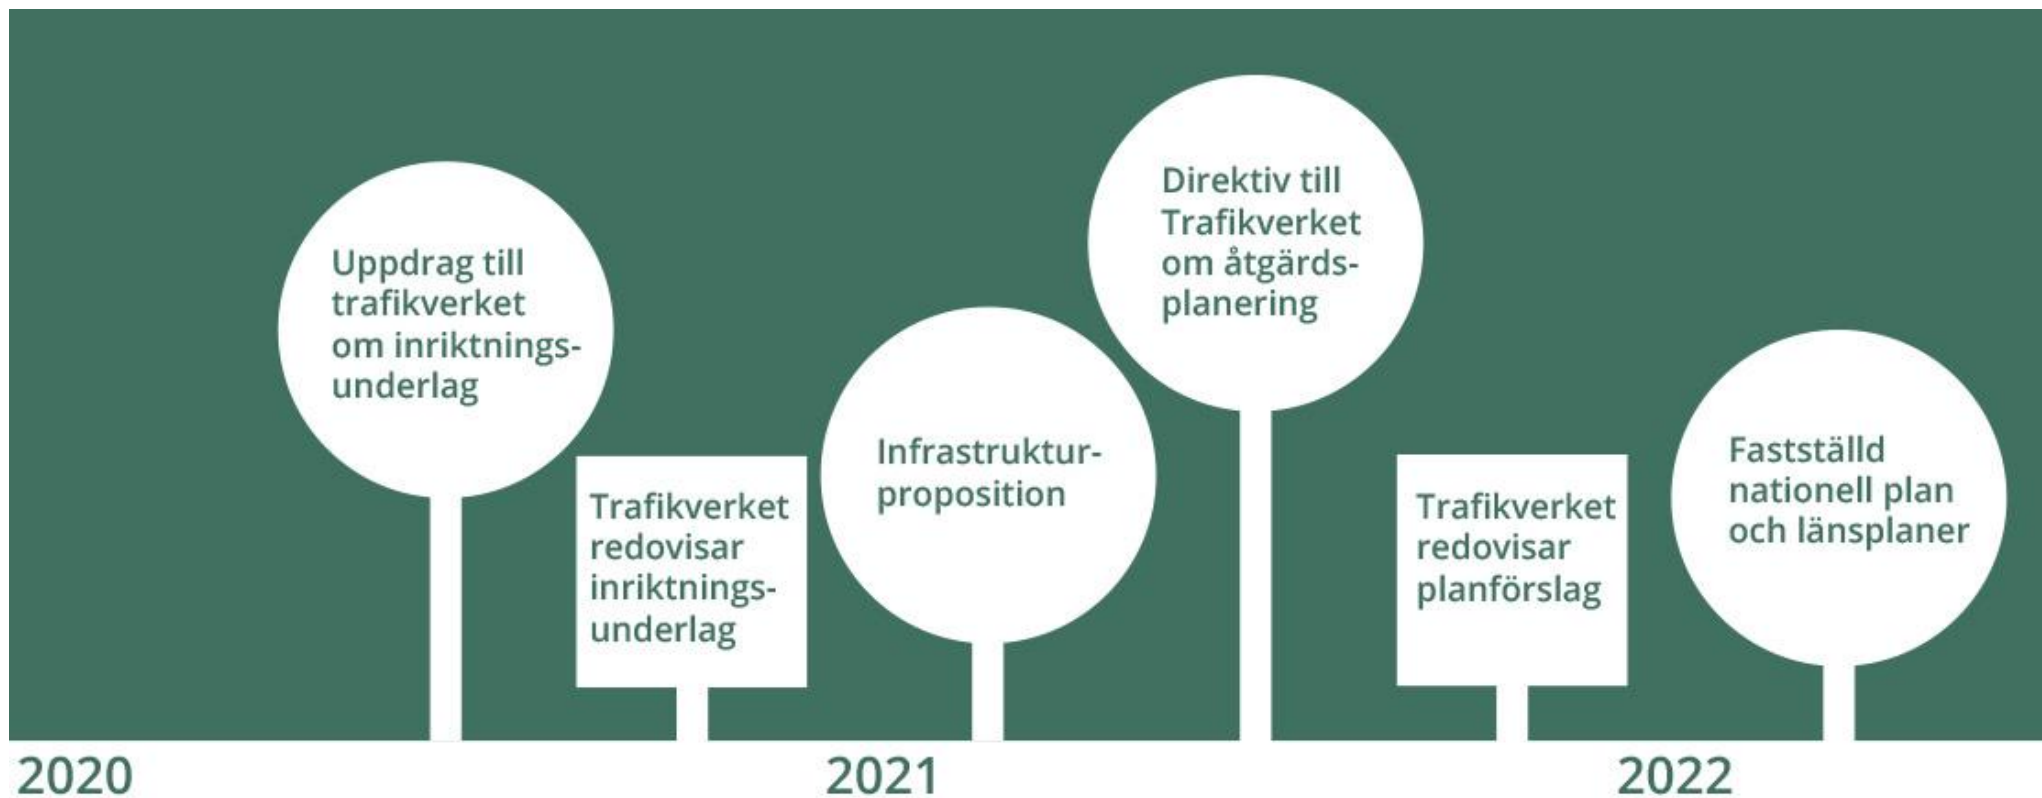 Uppdrag till
trafikverket
om inriktnings-
underlag
Trafikverket
redovisar
inriktnings-
underlag
Infrastruktur-
proposition
Direktiv till
Trafikverket
om åtgärds-
planering
Trafikverket
redovisar
planförslag
Fastställd
nationell plan
och länsplaner
2020
2021
2022